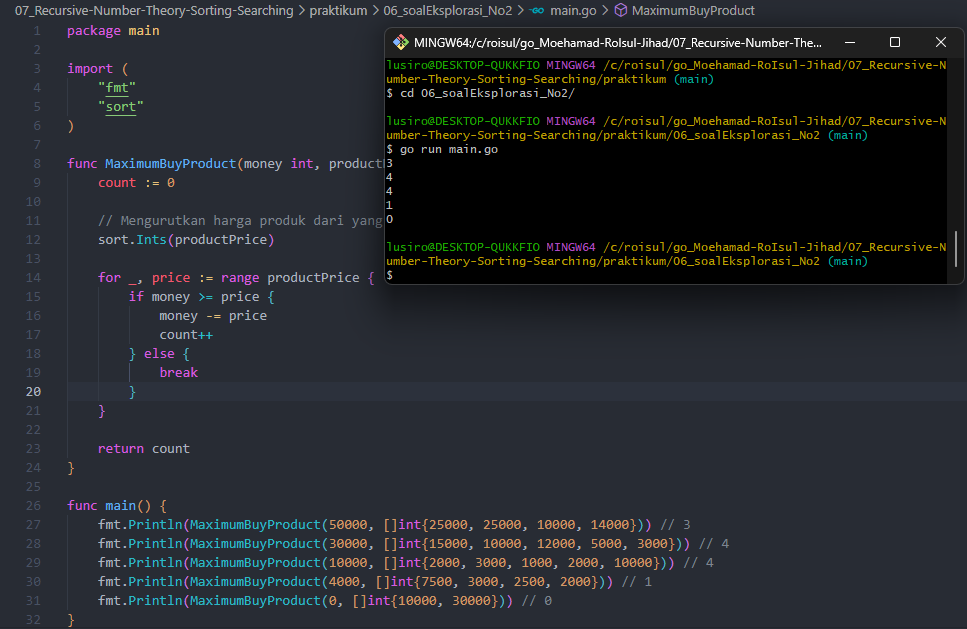 07_Recursive-Number-Theory-Sorting-Searching > praktikum > 06_soalEksplorasi_No2 > main.go > MaximumBuyProduct
1 package main
2
3 import (
4 "fmt"
5 "sort"
6 )
7
8 func MaximumBuyProduct(money int, product
9 count := 0
10
11 // Mengurutkan harga produk dari yang
12 sort.Ints(productPrice)
13
14 for _, price := range productPrice {
15 if money >= price {
16 money -= price
17 count++
18 } else {
19 break
20 }
21 }
22
23 return count
24 }
25
26 func main() {
27 fmt.Println(MaximumBuyProduct(50000, []int{25000, 25000, 10000, 14000})) // 3
28 fmt.Println(MaximumBuyProduct(30000, []int{15000, 10000, 12000, 5000, 3000})) // 4
29 fmt.Println(MaximumBuyProduct(10000, []int{2000, 3000, 1000, 2000, 10000})) // 4
30 fmt.Println(MaximumBuyProduct(4000, []int{7500, 3000, 2500, 2000})) // 1
31 fmt.Println(MaximumBuyProduct(0, []int{10000, 30000})) // 0
32 }
MINGW64:/c/roisul/go_Moehamad-RoIsul-Jihad/07_Recursive-Number-The...
lusiro@DESKTOP-QUKKFIO MINGW64 /c/roisul/go_Moehamad-RoIsul-Jihad/07_Recursive-N
umber-Theory-Sorting-Searching/praktikum (main)
$ cd 06_soalEksplorasi_No2/
lusiro@DESKTOP-QUKKFIO MINGW64 /c/roisul/go_Moehamad-RoIsul-Jihad/07_Recursive-N
umber-Theory-Sorting-Searching/praktikum/06_soalEksplorasi_No2 (main)
$ go run main.go
3
4
4
1
0
lusiro@DESKTOP-QUKKFIO MINGW64 /c/roisul/go_Moehamad-RoIsul-Jihad/07_Recursive-N
umber-Theory-Sorting-Searching/praktikum/06_soalEksplorasi_No2 (main)
$